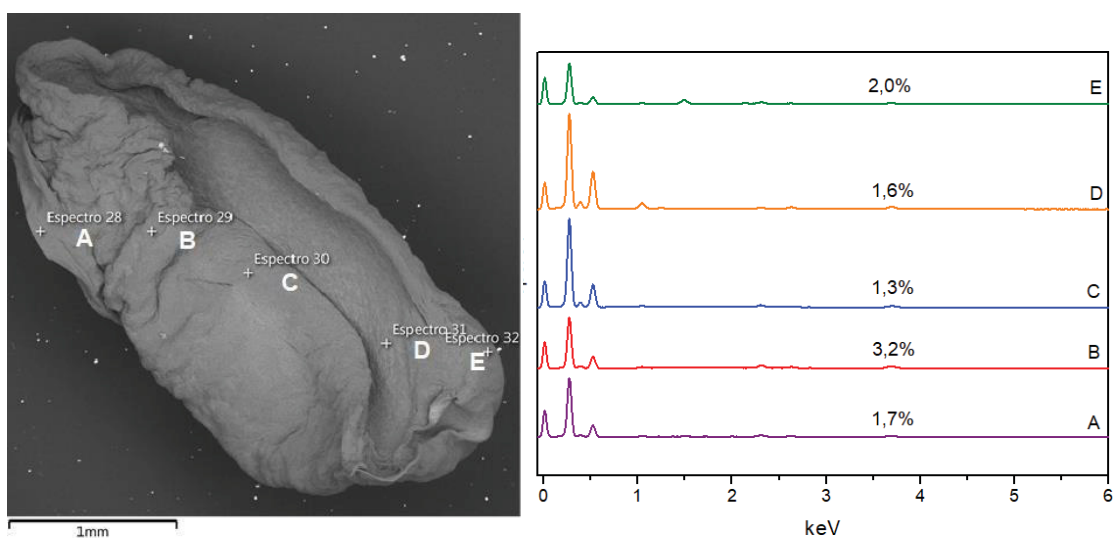 Espectro 28
A
Espectro 29
B
Espectro 30
C
Espectro 31
D
Espectro 32
E
1mm
2,0% E
1,6% D
1,3% C
3,2% B
1,7% A
0 1 2 3 4 5 6
keV